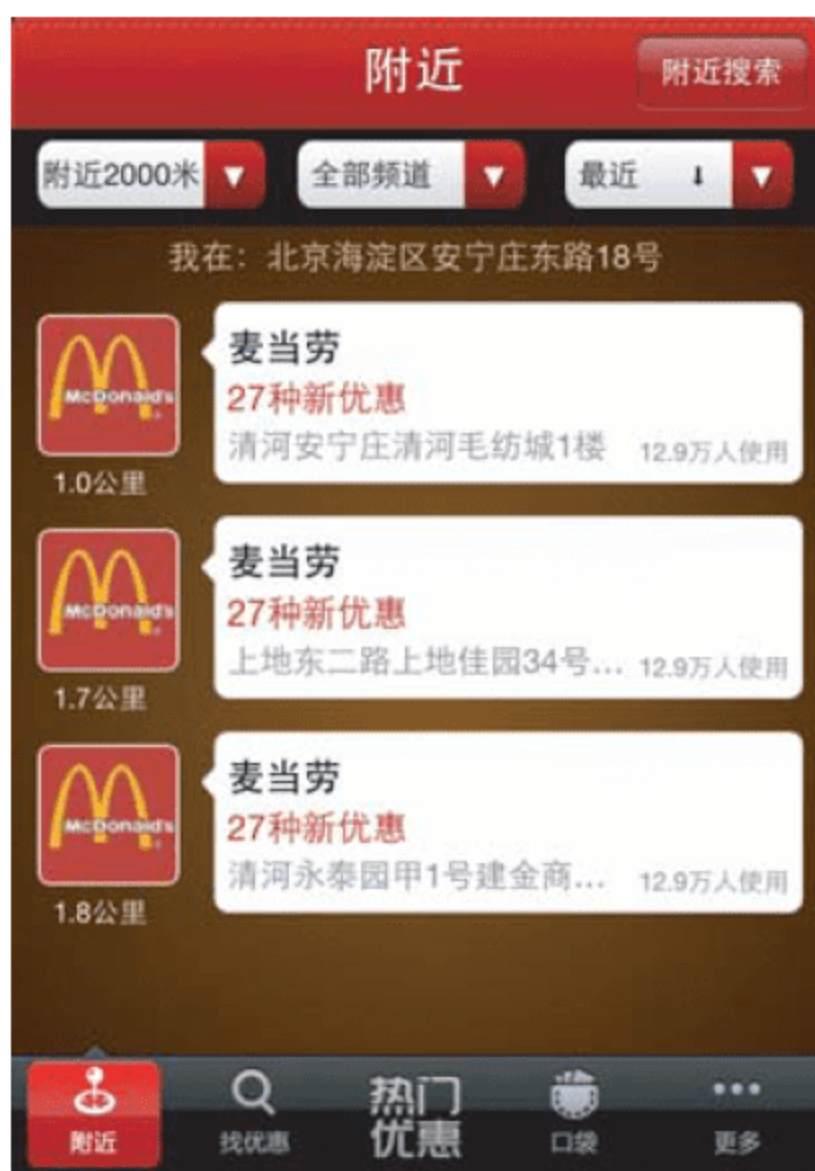 附近
附近搜索
附近2000米
全部频道
最近 ⬇
我在：北京海淀区安宁庄东路18号
McDonald's
麦当劳
27种新优惠
清河安宁庄清河毛纺城1楼 12.9万人使用
1.0公里
McDonald's
麦当劳
27种新优惠
上地东二路上地佳园34号... 12.9万人使用
1.7公里
McDonald's
麦当劳
27种新优惠
清河永泰园甲1号建金商... 12.9万人使用
1.8公里
附近
找优惠
热门
优惠
口袋
更多